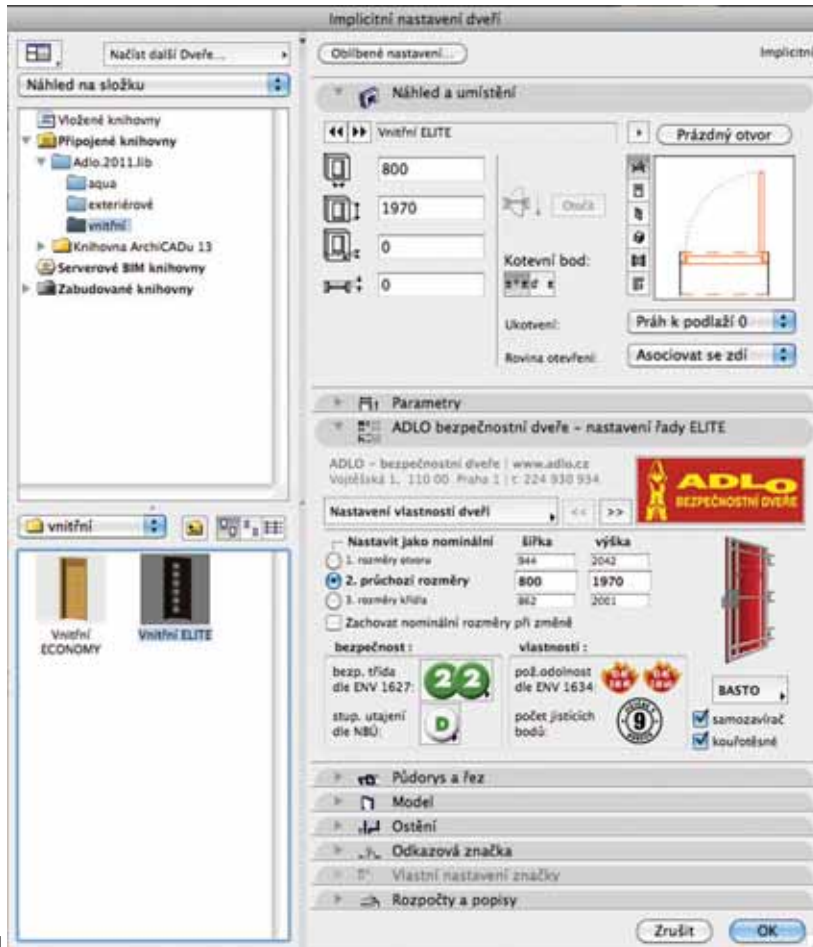 Implicitní nastavení dveří
Načíst další Dveře...
Náhled na složku
Vložené knihovny
Připojené knihovny
Adlo.2011.lib
aqua
exteriérové
vnitřní
Knihovna ArchiCADu 13
Serverové BIM knihovny
Zabudované knihovny
vnitřní
Vnitřní ECONOMY
Vnitřní ELITE
Oblíbené nastavení...
Implicitní
Náhled a umístění
Vnitřní ELITE
Prázdný otvor
800
1970
0
0
Otočit
Kotevní bod:
Ukotvení:
Práh k podlaží 0
Rovina otevření:
Asociovat se zdí
Parametry
ADLO bezpečnostní dveře – nastavení řady ELITE
ADLO – bezpečnostní dveře | www.adlo.cz
Vojtěšská 1, 110 00 Praha 1 | t: 224 930 934
ADLO
BEZPEČNOSTNÍ DVEŘE
Nastavení vlastností dveří
<< >>
Nastavit jako nominální šířka výška
1. rozměry otvoru 944 2042
2. průchozí rozměry 800 1970
3. rozměry křídla 862 2001
Zachovat nominální rozměry při změně
bezpečnost :
bezp. třída
dle ENV 1627:
22
stup. utajení
dle NBÚ:
D
vlastnosti :
pož.odolnost
dle ENV 1634:
počet jisticích
bodů:
9
BASTO
samozavírač
kouřotěsné
Půdorys a řez
Model
Ostění
Odkazová značka
Vlastní nastavení značky
Rozpočty a popisy
Zrušit
OK